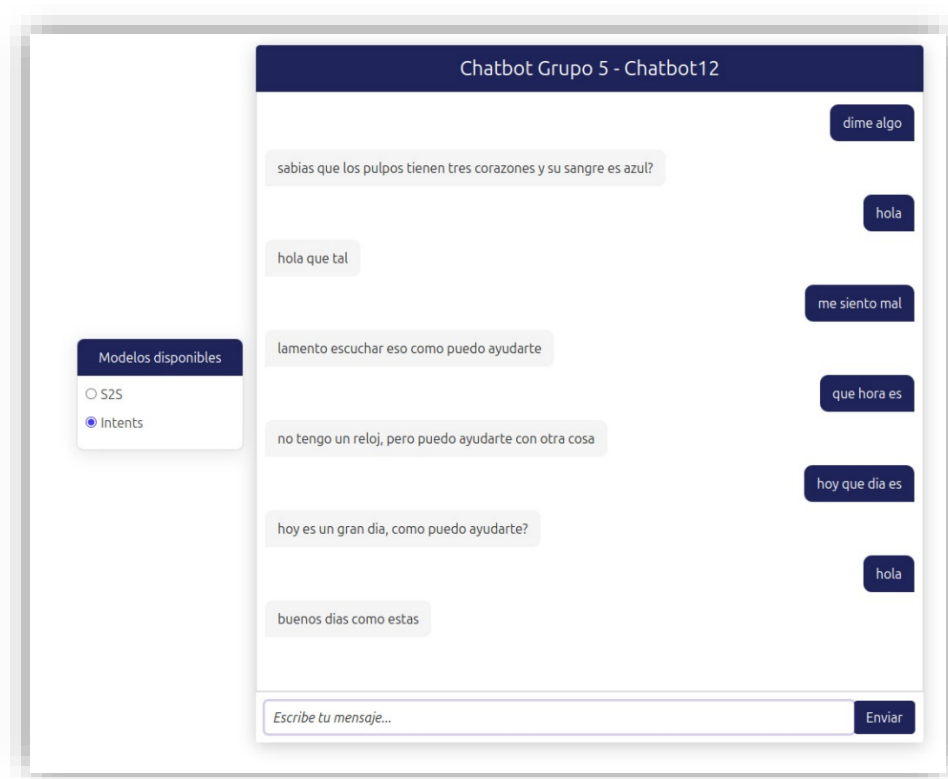 Chatbot Grupo 5 - Chatbot12
dime algo
sabias que los pulpos tienen tres corazones y su sangre es azul?
hola
hola que tal
me siento mal
lamento escuchar eso como puedo ayudarte
Modelos disponibles
S2S
Intents
que hora es
no tengo un reloj, pero puedo ayudarte con otra cosa
hoy que dia es
hoy es un gran dia, como puedo ayudarte?
hola
buenos dias como estas
Escribe tu mensaje...
Enviar